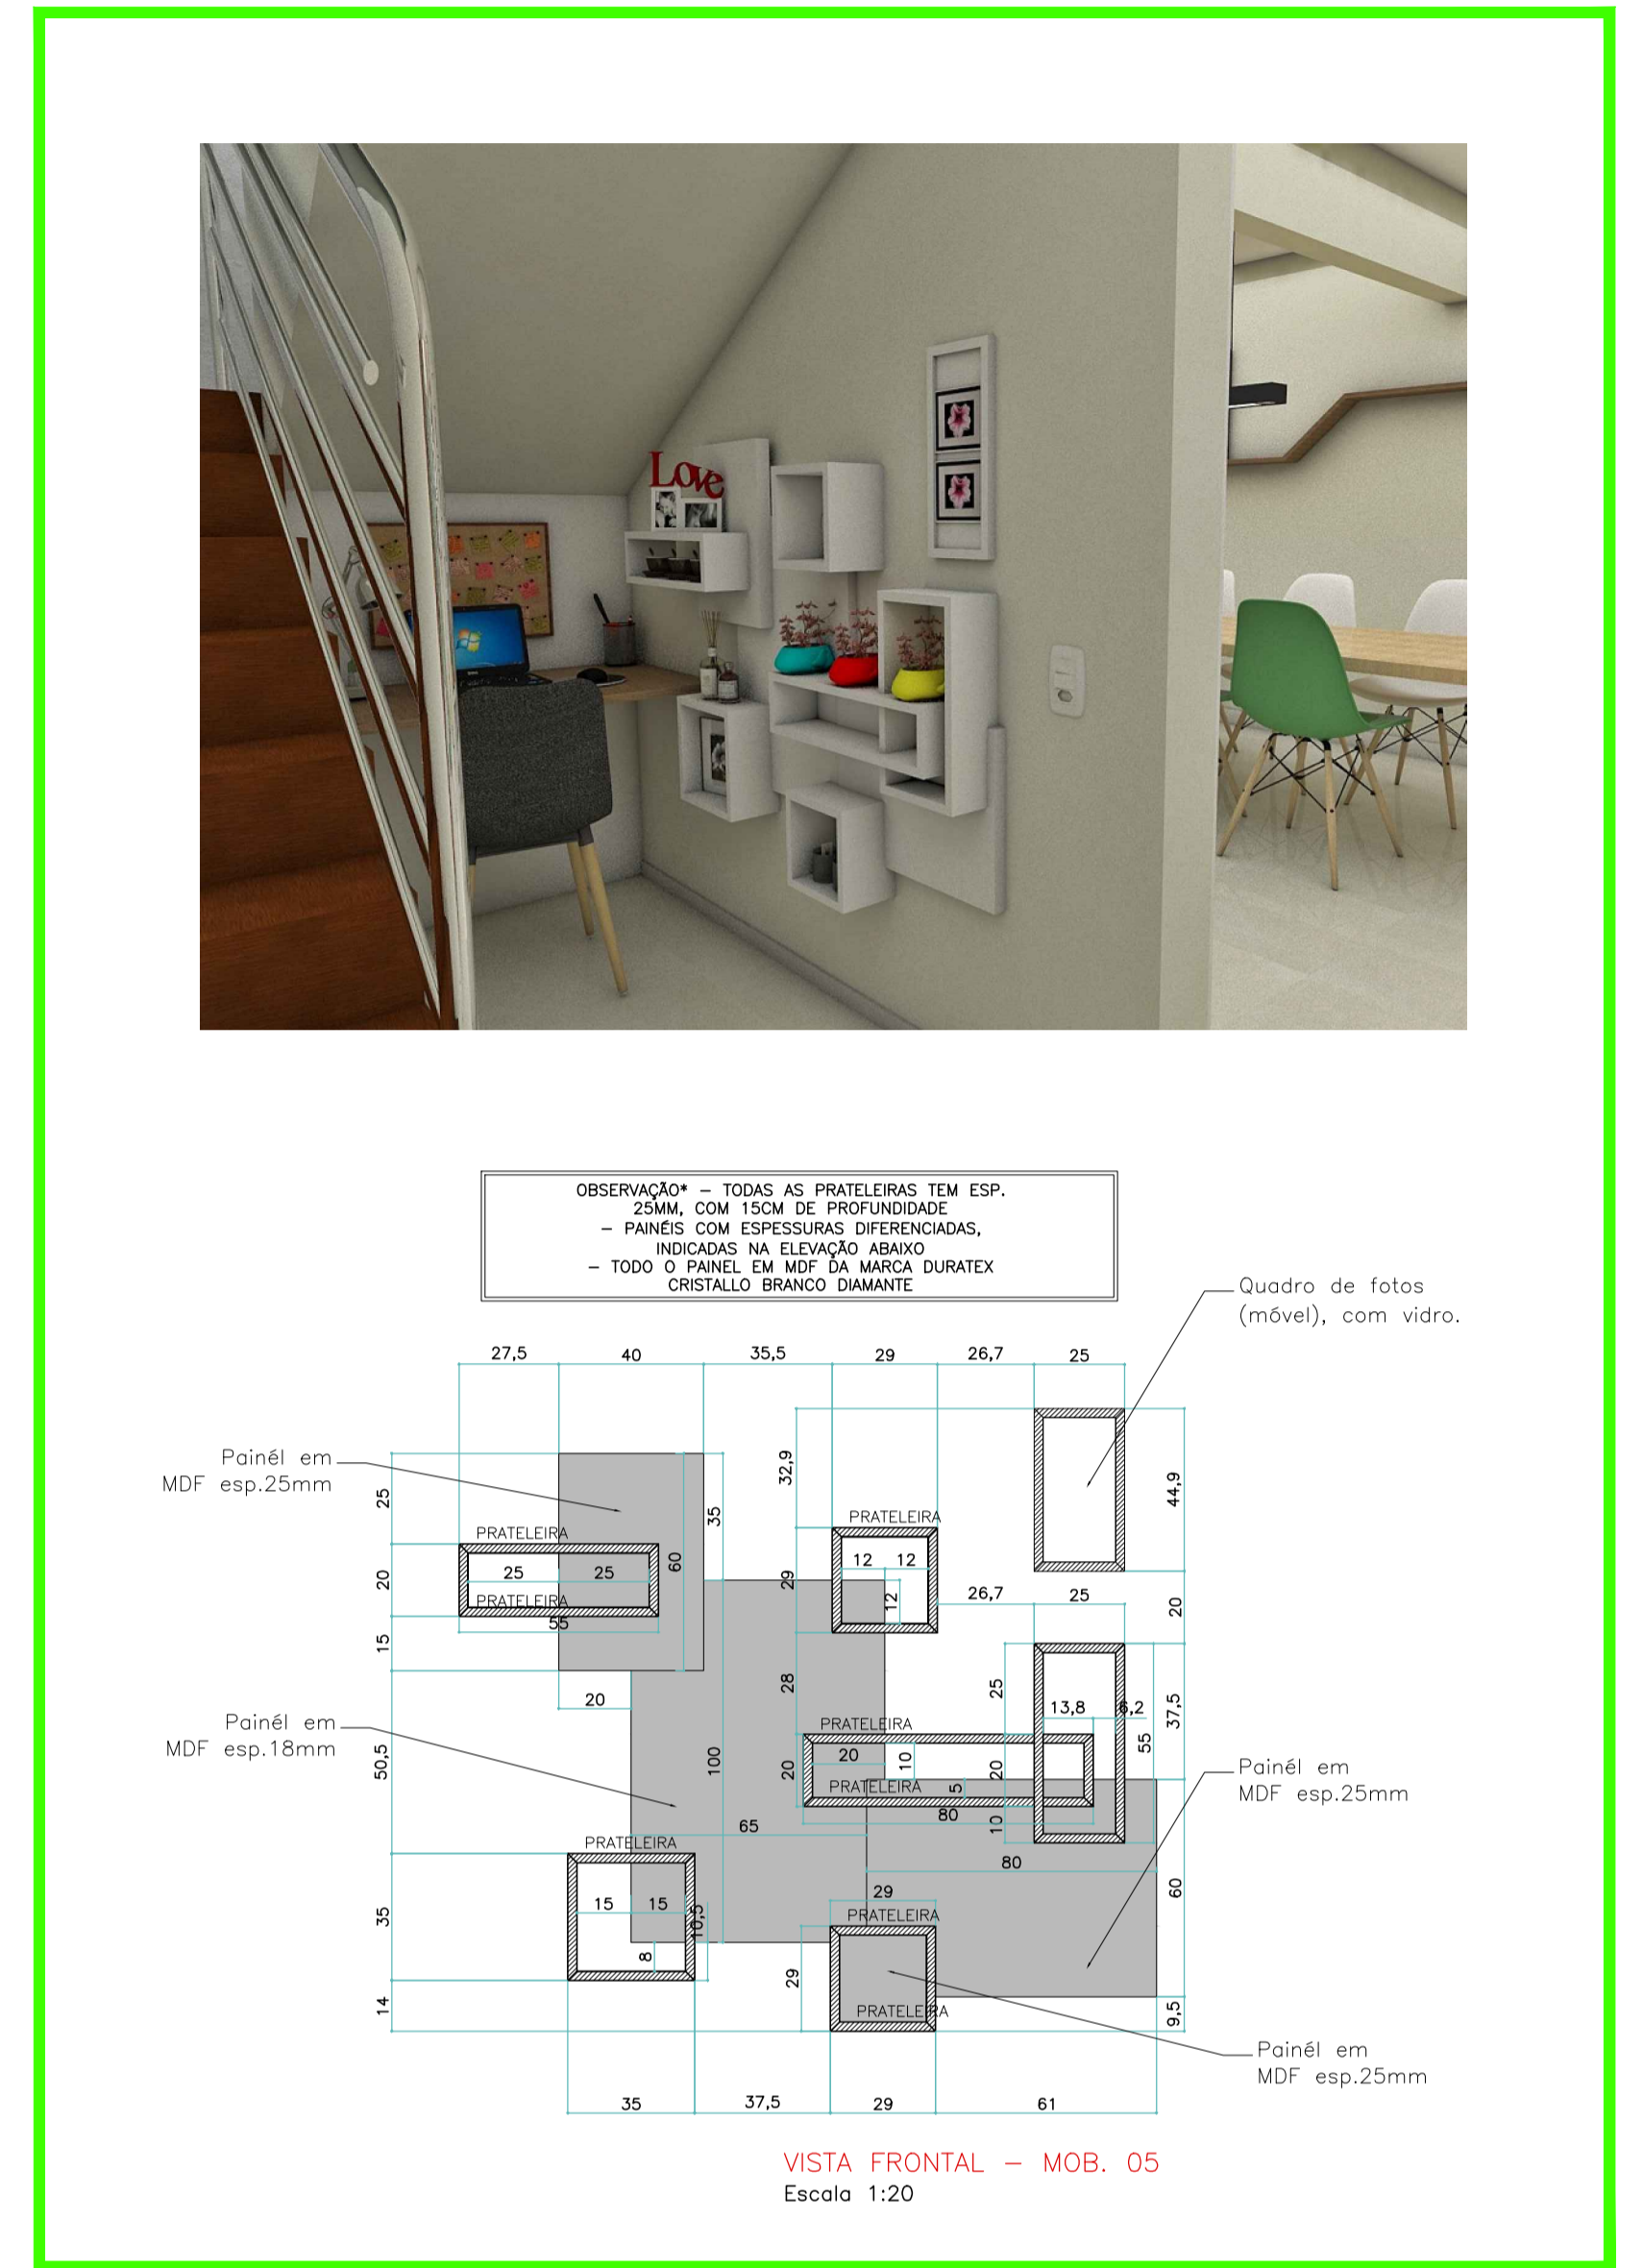 Love
OBSERVAÇÃO* – TODAS AS PRATELEIRAS TEM ESP.
25MM, COM 15CM DE PROFUNDIDADE
– PAINÉIS COM ESPESSURAS DIFERENCIADAS,
INDICADAS NA ELEVAÇÃO ABAIXO
– TODO O PAINEL EM MDF DA MARCA DURATEX
CRISTALLO BRANCO DIAMANTE
Quadro de fotos
(móvel), com vidro.
27,5 40 35,5 29 26,7 25
Painél em
MDF esp.25mm
25
35
32,9
44,9
PRATELEIRA
PRATELEIRA
60
20
25 25
29
12 12
12
PRATELEIRA
55
26,7 25
20
15
28
25
20
13,8 6,2
37,5
55
Painél em
MDF esp.18mm
50,5
100
PRATELEIRA
20
20
10
20
PRATELEIRA
5
80
10
Painél em
MDF esp.25mm
65
PRATELEIRA
80
60
35
15 15
10,5
8
29
PRATELEIRA
29
PRATELEIRA
14
9,5
Painél em
MDF esp.25mm
35 37,5 29 61
VISTA FRONTAL – MOB. 05
Escala 1:20